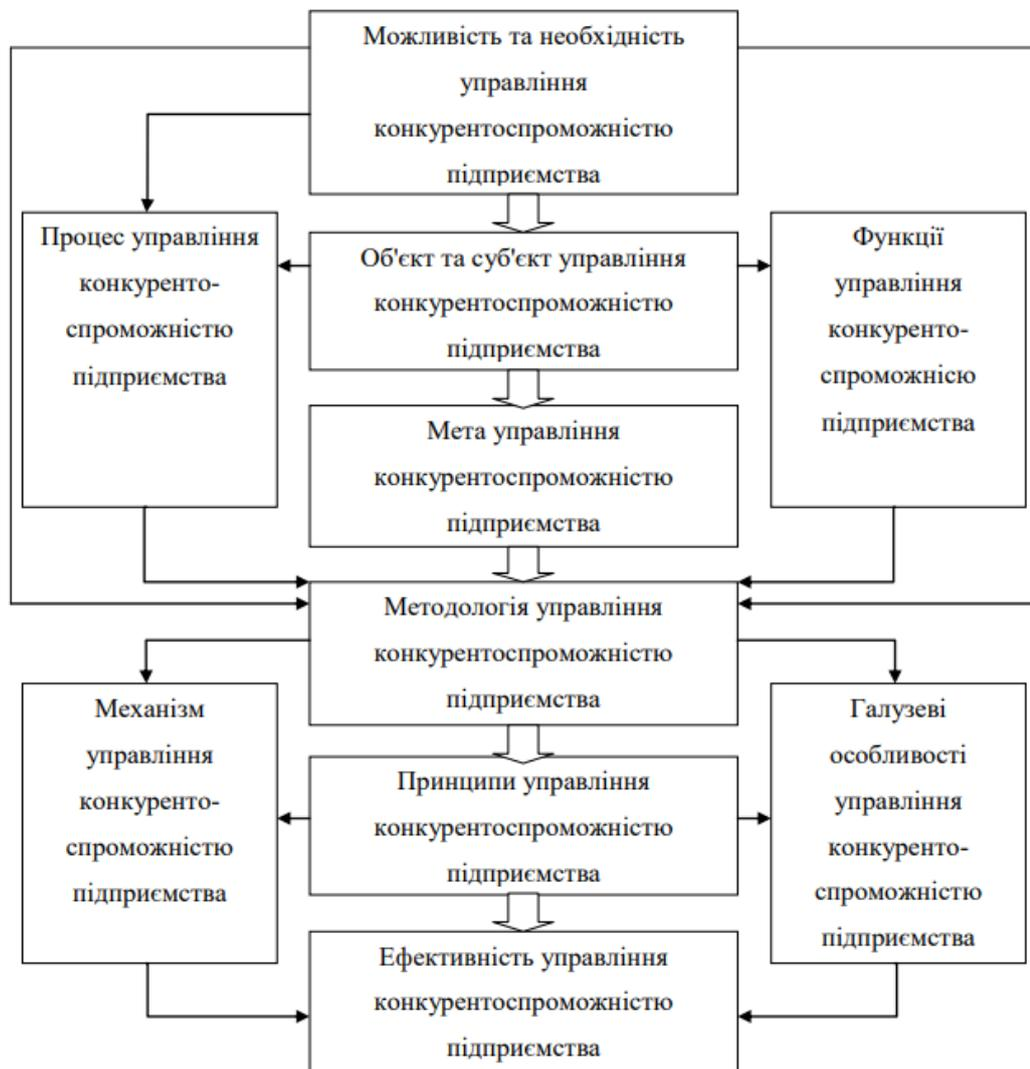 Можливість та необхідність
управління
конкурентоспроможністю
підприємства
Процес управління
конкуренто-
спроможністю
підприємства
Об'єкт та суб'єкт управління
конкурентоспроможністю
підприємства
Функції
управління
конкуренто-
спроможнісю
підприємства
Мета управління
конкурентоспроможністю
підприємства
Методологія управління
конкурентоспроможністю
підприємства
Механізм
управління
конкуренто-
спроможністю
підприємства
Принципи управління
конкурентоспроможністю
підприємства
Галузеві
особливості
управління
конкуренто-
спроможністю
підприємства
Ефективність управління
конкурентоспроможністю
підприємства